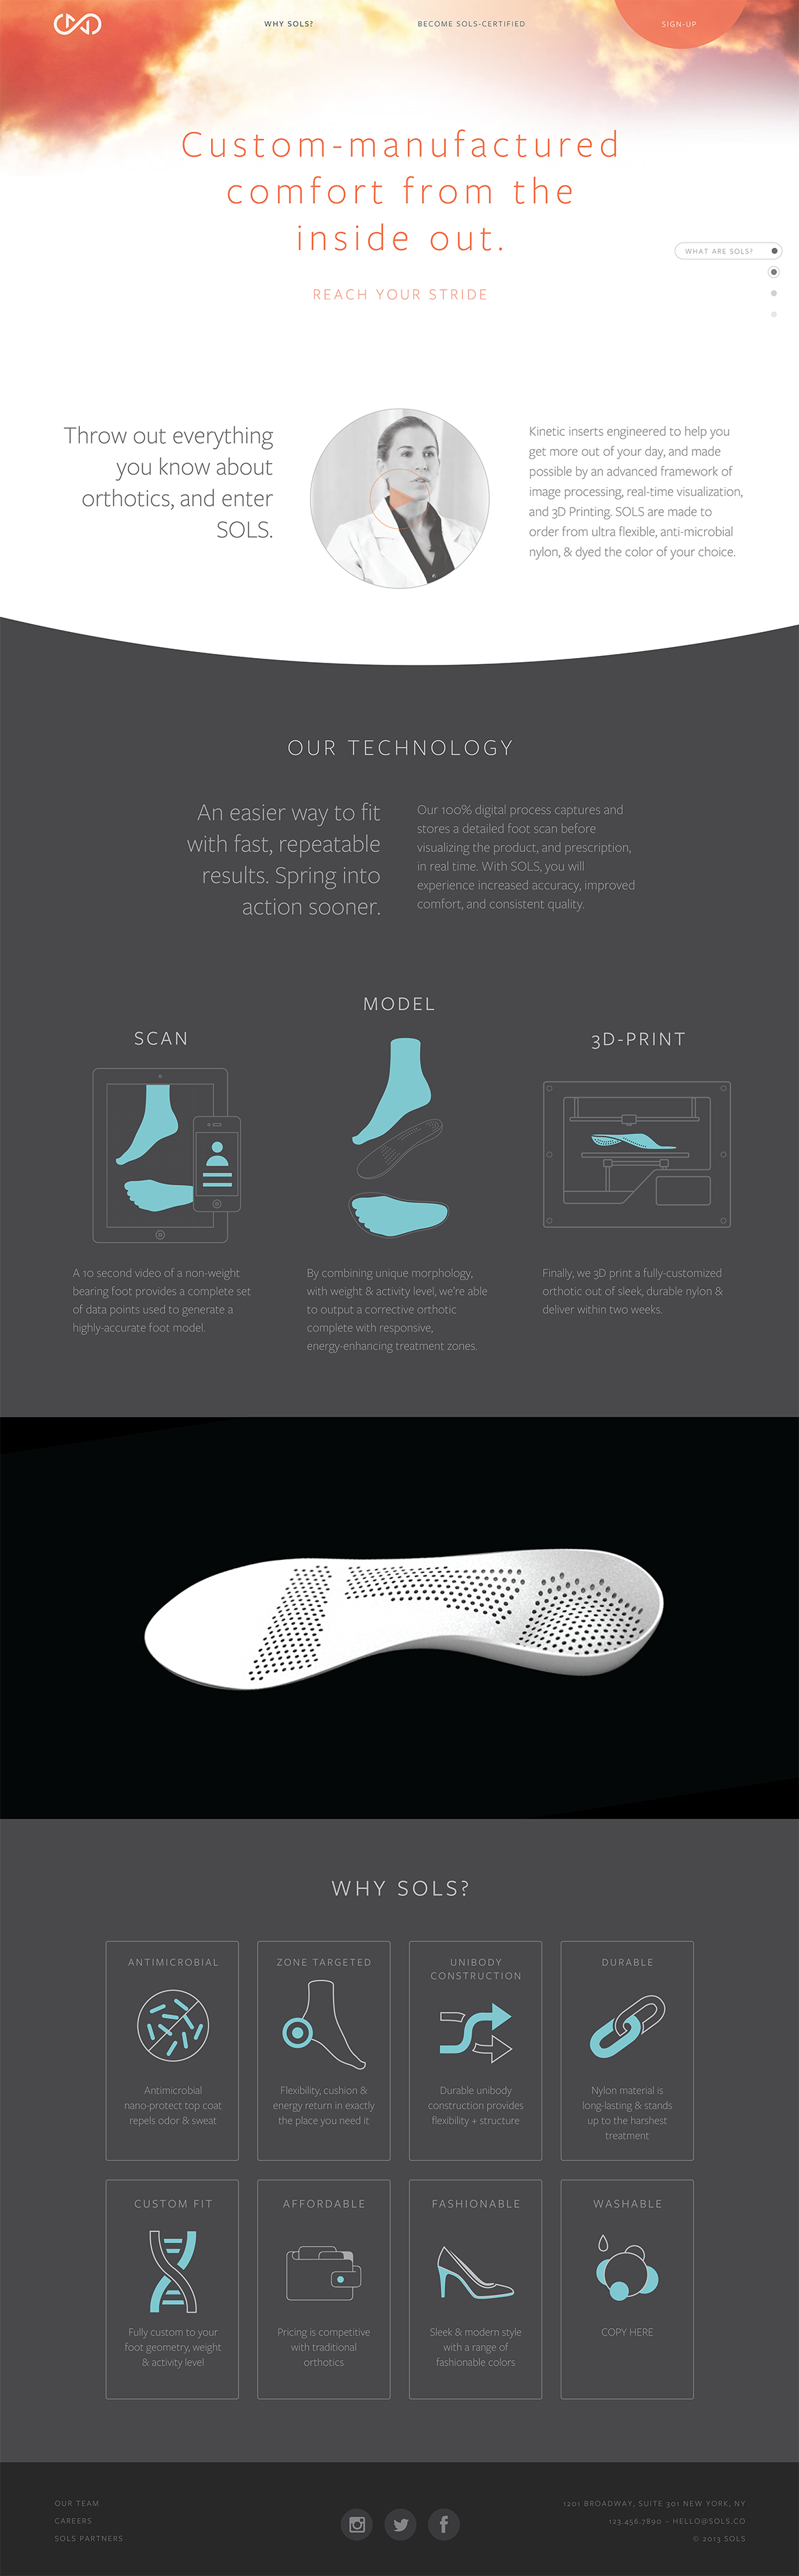 WHY SOLS?
BECOME SOLS-CERTIFIED
SIGN-UP
Custom-manufactured
comfort from the
inside out.
WHAT ARE SOLS?
REACH YOUR STRIDE
Throw out everything
you know about
orthotics, and enter
SOLS.
Kinetic inserts engineered to help you
get more out of your day, and made
possible by an advanced framework of
image processing, real-time visualization,
and 3D Printing. SOLS are made to
order from ultra flexible, anti-microbial
nylon, & dyed the color of your choice.
OUR TECHNOLOGY
An easier way to fit
with fast, repeatable
results. Spring into
action sooner.
Our 100% digital process captures and
stores a detailed foot scan before
visualizing the product, and prescription,
in real time. With SOLS, you will
experience increased accuracy, improved
comfort, and consistent quality.
SCAN
A 10 second video of a non-weight
bearing foot provides a complete set
of data points used to generate a
highly-accurate foot model.
MODEL
By combining unique morphology,
with weight & activity level, we're able
to output a corrective orthotic
complete with responsive,
energy-enhancing treatment zones.
3D-PRINT
Finally, we 3D print a fully-customized
orthotic out of sleek, durable nylon &
deliver within two weeks.
WHY SOLS?
ANTIMICROBIAL
Antimicrobial
nano-protect top coat
repels odor & sweat
ZONE TARGETED
Flexibility, cushion &
energy return in exactly
the place you need it
UNIBODY
CONSTRUCTION
Durable unibody
construction provides
flexibility + structure
DURABLE
Nylon material is
long-lasting & stands
up to the harshest
treatment
CUSTOM FIT
Fully custom to your
foot geometry, weight
& activity level
AFFORDABLE
Pricing is competitive
with traditional
orthotics
FASHIONABLE
Sleek & modern style
with a range of
fashionable colors
WASHABLE
COPY HERE
OUR TEAM
CAREERS
SOLS PARTNERS
1201 BROADWAY, SUITE 301 NEW YORK, NY
123.456.7890 - HELLO@SOLS.CO
© 2013 SOLS